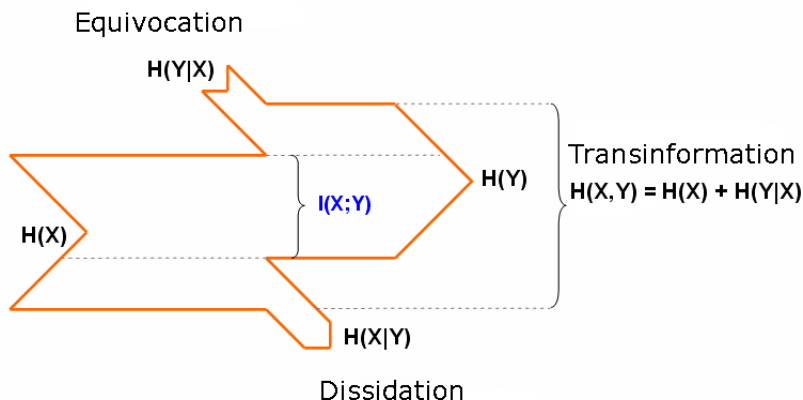 Equivocation
H(Y|X)
Transinformation
H(X,Y) = H(X) + H(Y|X)
H(Y)
I(X;Y)
H(X)
H(X|Y)
Dissidation